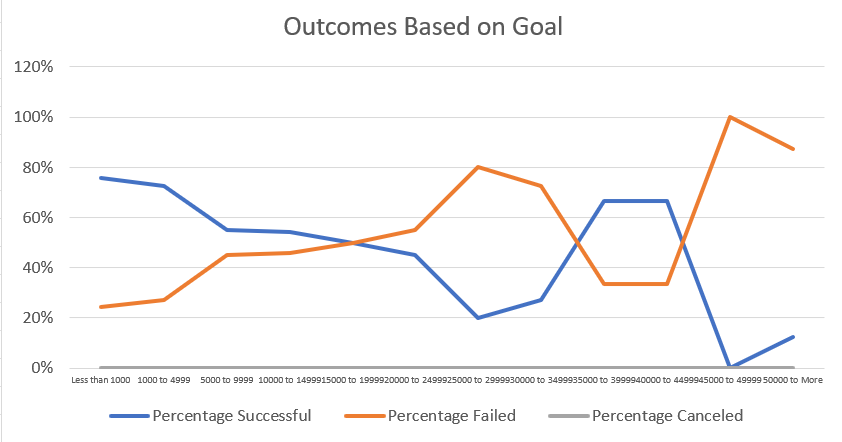 Outcomes Based on Goal
120%
100%
80%
60%
40%
20%
0%
Less than 1000 1000 to 4999 5000 to 9999 10000 to 14999 15000 to 19999 20000 to 24999 25000 to 29999 30000 to 34999 35000 to 39999 40000 to 44999 45000 to 49999 50000 to More
Percentage Successful Percentage Failed Percentage Canceled